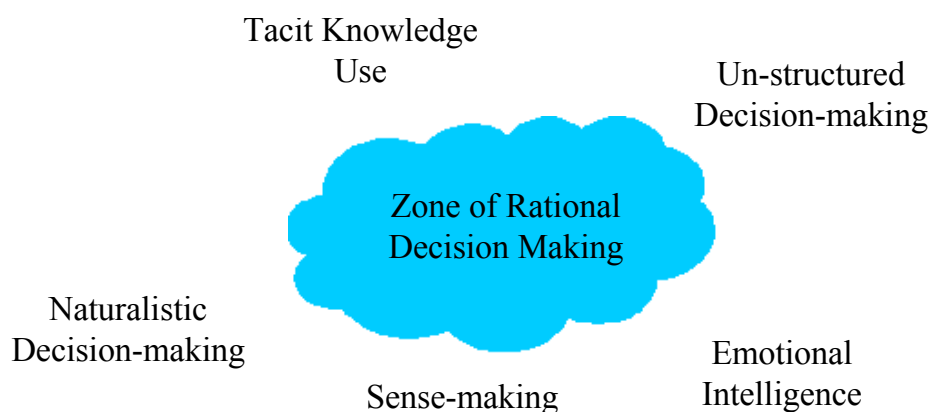 Tacit Knowledge
Use
Un-structured
Decision-making
Zone of Rational
Decision Making
Naturalistic
Decision-making
Emotional
Intelligence
Sense-making